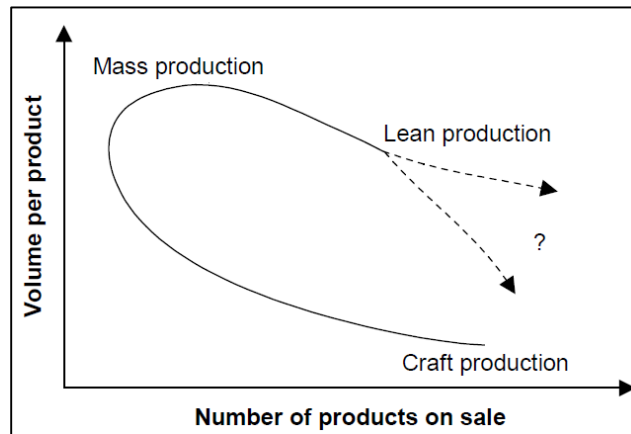 Mass production
Lean production
?
Craft production
Volume per product
Number of products on sale